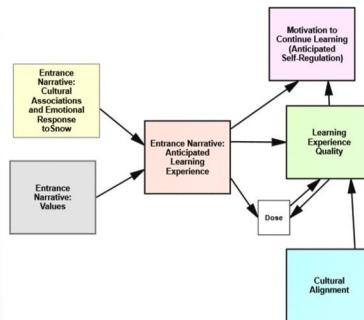 Motivation to
Continue Learning
(Anticipated
Self-Regulation)
Entrance
Narrative:
Cultural
Associations
and Emotional
Response
toSnow
Entrance Narrative:
Anticipated
Learning
Experience
Learning
Experience
Quality
Entrance
Narrative:
Values
Dose
Cultural
Alignment